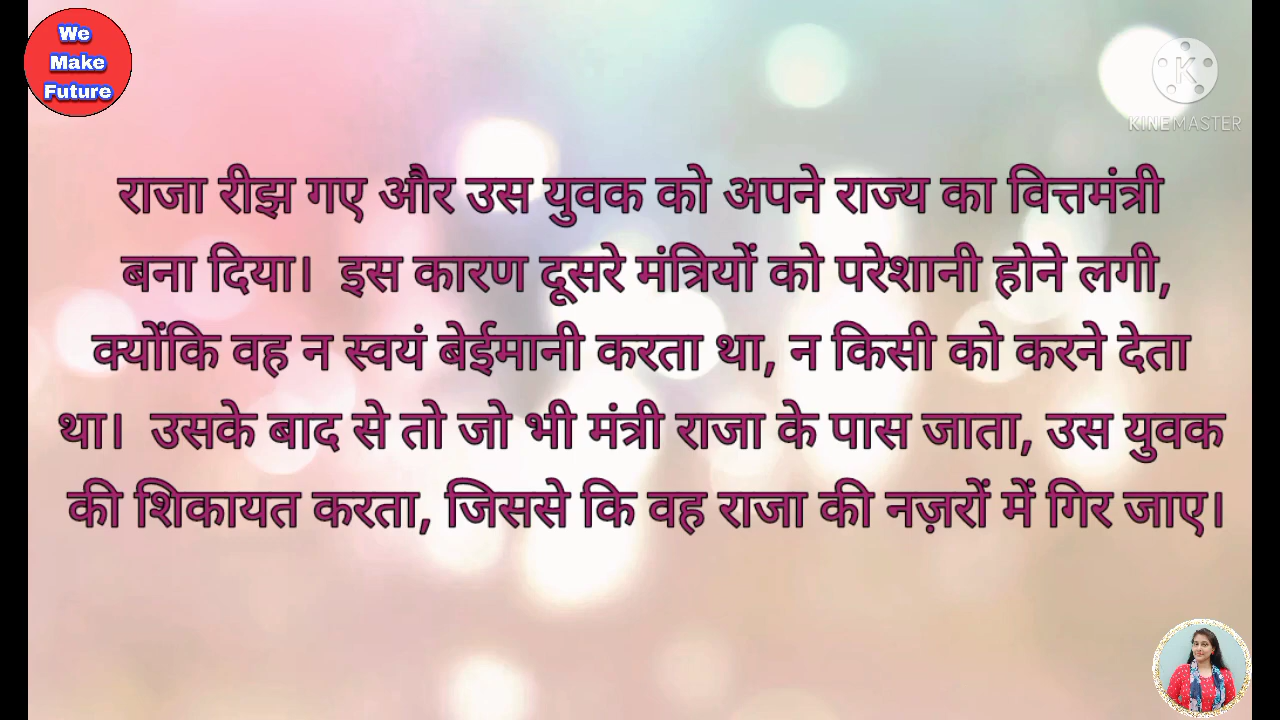 We
Make
Future
KINEMASTER
राजा रीझ गए और उस युवक को अपने राज्य का वित्तमंत्री
बना दिया। इस कारण दूसरे मंत्रियों को परेशानी होने लगी,
क्योंकि वह न स्वयं बेईमानी करता था, न किसी को करने देता
था। उसके बाद से तो जो भी मंत्री राजा के पास जाता, उस युवक
की शिकायत करता, जिससे कि वह राजा की नज़रों में गिर जाए।